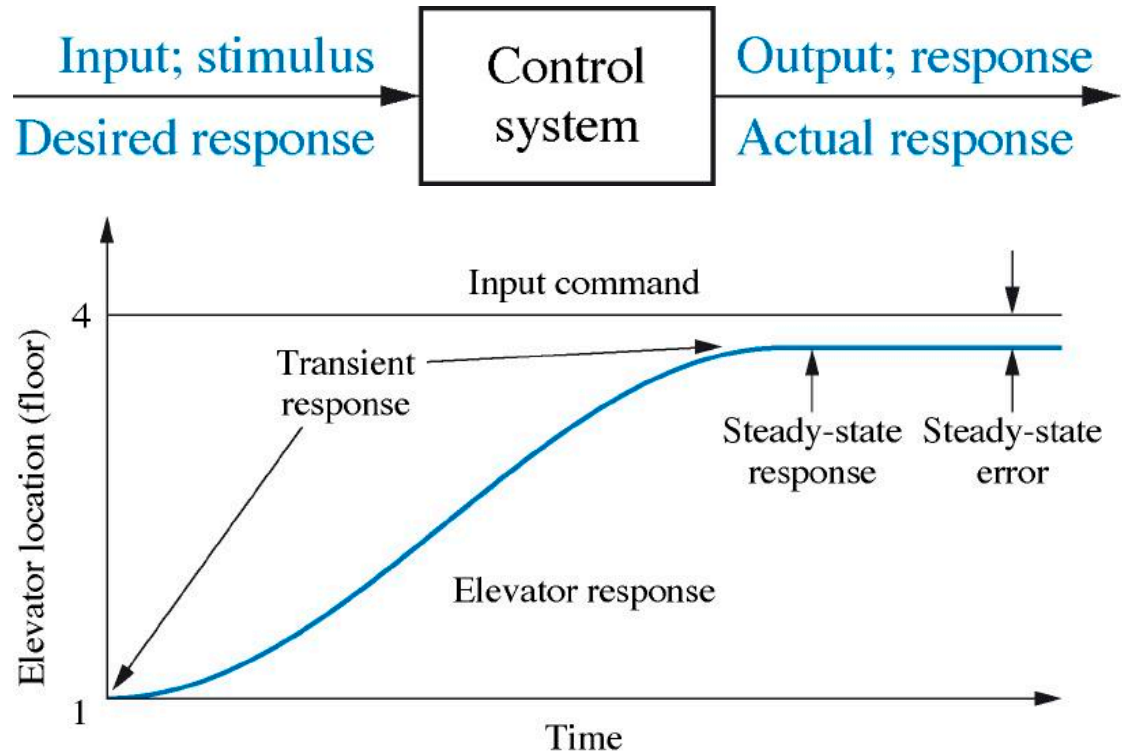 Input; stimulus
Desired response
Control
system
Output; response
Actual response
Input command
4
Transient
response
Steady-state
response
Steady-state
error
Elevator response
Elevator location (floor)
1
Time